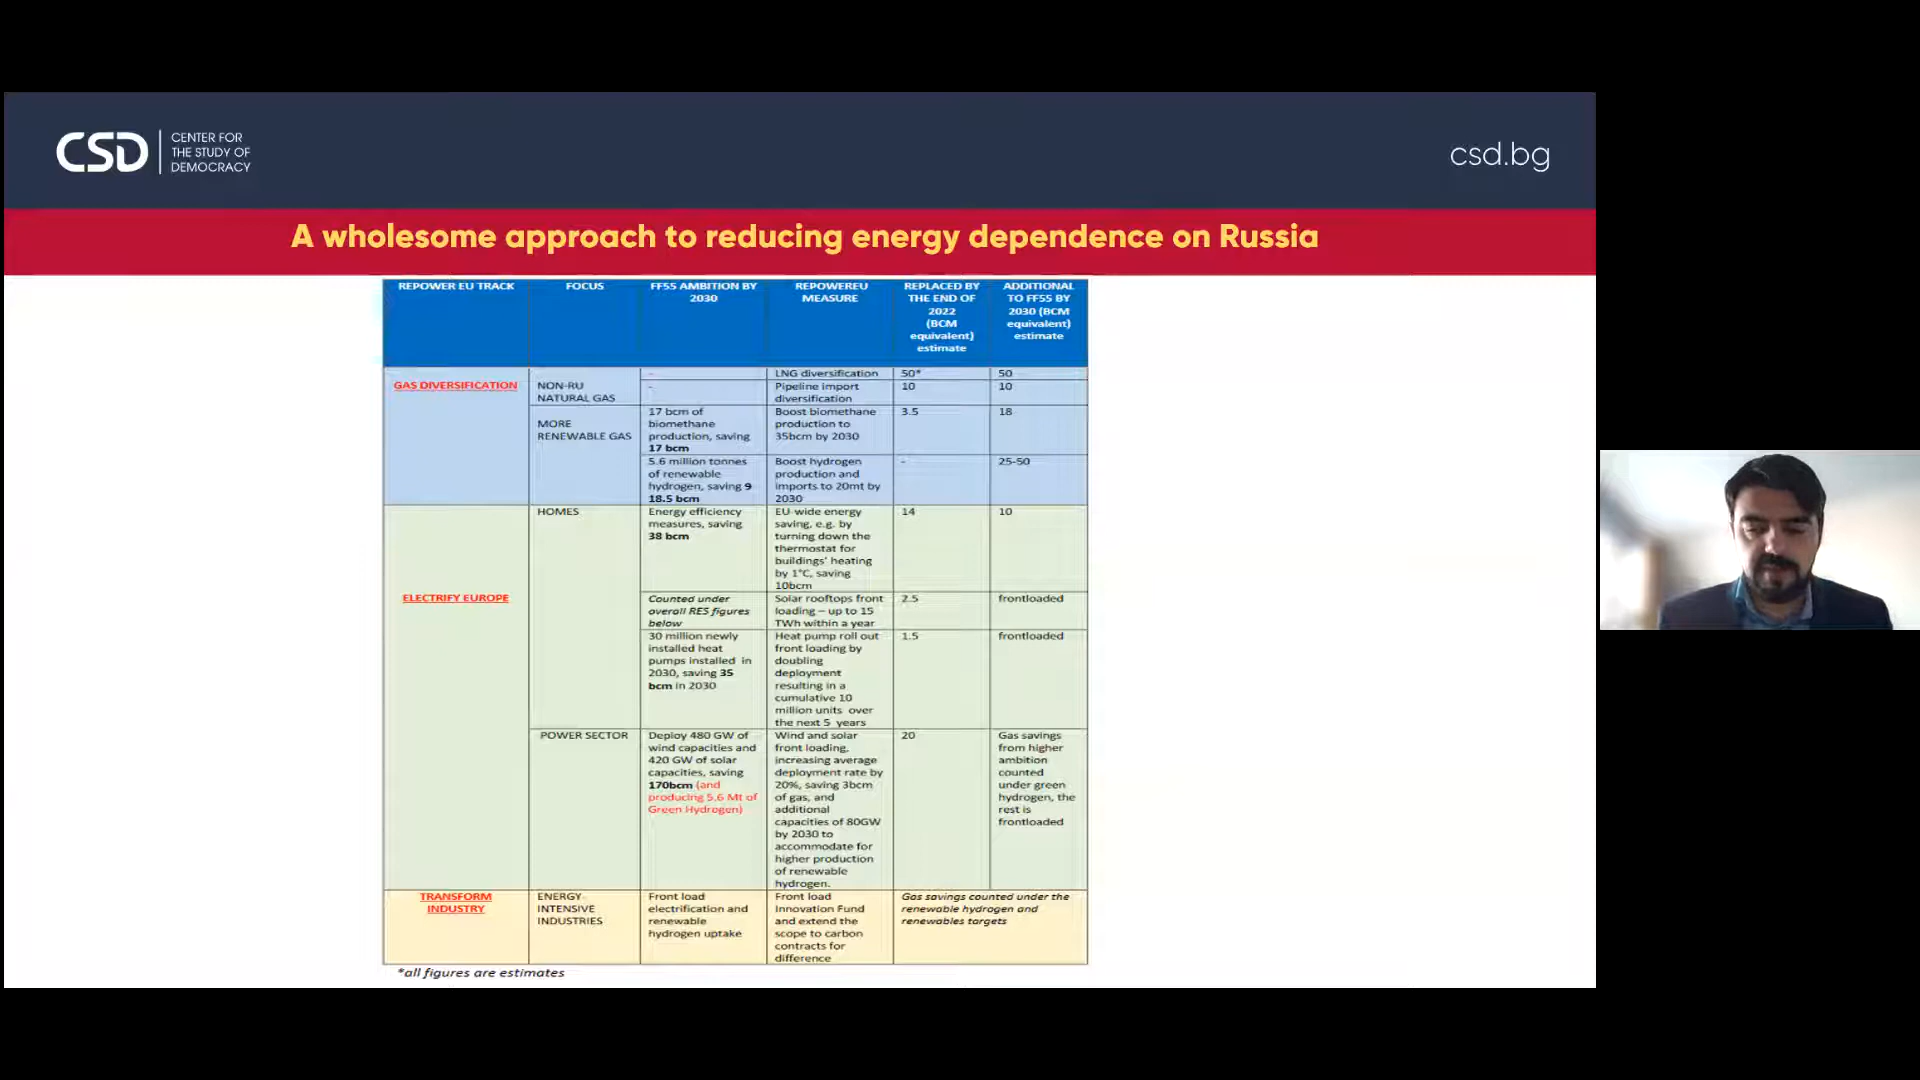 CSD
CENTER FOR
THE STUDY OF
DEMOCRACY
csd.bg
A wholesome approach to reducing energy dependence on Russia
REPOWER EU TRACK
FOCUS
FF55 AMBITION BY
2030
REPOWEREU
MEASURE
REPLACED BY
THE END OF
2022
(BCM
equivalent)
estimate
ADDITIONAL
TO FF55 BY
2030 (BCM
equivalent)
estimate
GAS DIVERSIFICATION
NON-RU
NATURAL GAS
-
LNG diversification
50*
50
-
Pipeline import
diversification
10
10
MORE
RENEWABLE GAS
17 bcm of
biomethane
production, saving
17 bcm
Boost biomethane
production to
35bcm by 2030
3.5
18
5.6 million tonnes
of renewable
hydrogen, saving 9
18.5 bcm
Boost hydrogen
production and
imports to 20mt by
2030
-
25-50
ELECTRIFY EUROPE
HOMES
Energy efficiency
measures, saving
38 bcm
EU-wide energy
saving, e.g. by
turning down the
thermostat for
buildings' heating
by 1°C, saving
10bcm
14
10
Counted under
overall RES figures
below
Solar rooftops front
loading – up to 15
TWh within a year
2.5
frontloaded
30 million newly
installed heat
pumps installed in
2030, saving 35
bcm in 2030
Heat pump roll out
front loading by
doubling
deployment
resulting in a
cumulative 10
million units over
the next 5 years
1.5
frontloaded
POWER SECTOR
Deploy 480 GW of
wind capacities and
420 GW of solar
capacities, saving
170bcm (and
producing 5.6 Mt of
Green Hydrogen)
Wind and solar
front loading,
increasing average
deployment rate by
20%, saving 3bcm
of gas, and
additional
capacities of 80GW
by 2030 to
accommodate for
higher production
of renewable
hydrogen.
20
Gas savings
from higher
ambition
counted
under green
hydrogen, the
rest is
frontloaded
TRANSFORM
INDUSTRY
ENERGY-
INTENSIVE
INDUSTRIES
Front load
electrification and
renewable
hydrogen uptake
Front load
Innovation Fund
and extend the
scope to carbon
contracts for
difference
Gas savings counted under the
renewable hydrogen and
renewables targets
*all figures are estimates